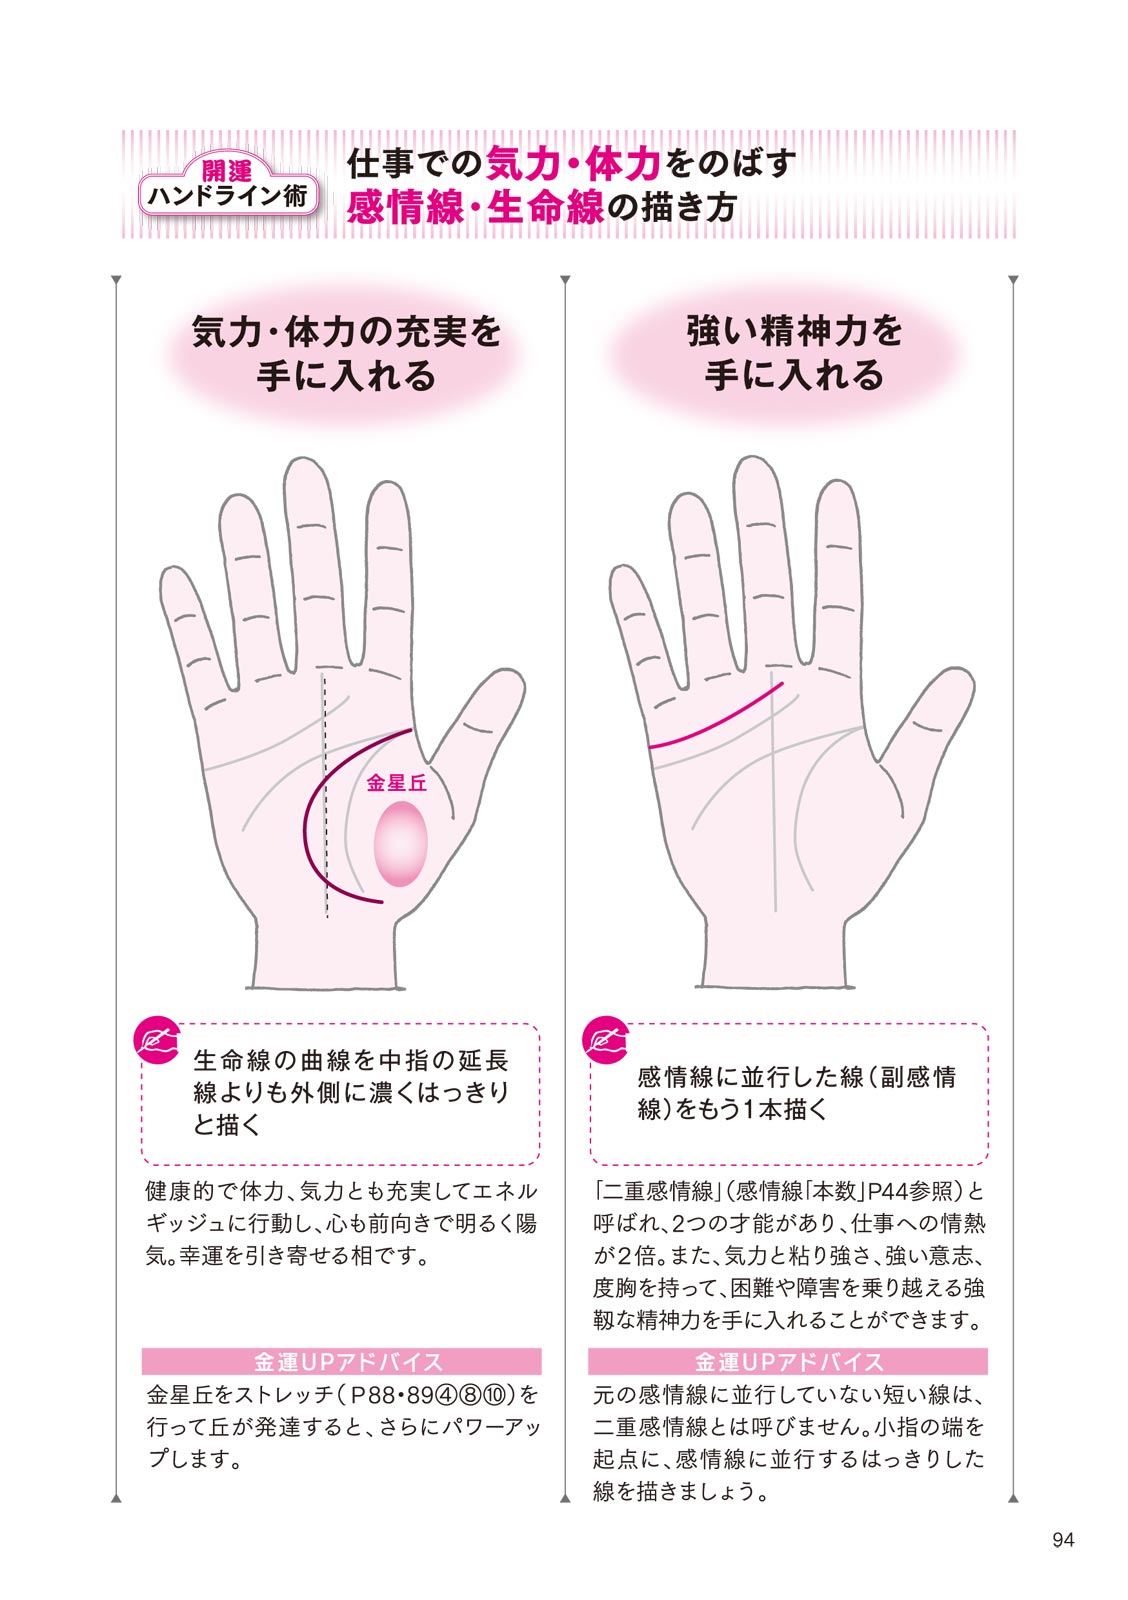 開運
ハンドライン術
仕事での気力・体力をのばす
感情線・生命線の描き方
気力・体力の充実を
手に入れる
金星丘
生命線の曲線を中指の延長
線よりも外側に濃くはっきり
と描く
健康的で体力、気力とも充実してエネル
ギッシュに行動し、心も前向きで明るく陽
気。幸運を引き寄せる相です。
金運UPアドバイス
金星丘をストレッチ（P88・89④⑧⑩）を
行って丘が発達すると、さらにパワーアッ
プします。
強い精神力を
手に入れる
感情線に並行した線（副感情
線）をもう1本描く
「二重感情線」（感情線「本数」P44参照）と
呼ばれ、2つの才能があり、仕事への情熱
が2倍。また、気力と粘り強さ、強い意志、
度胸を持って、困難や障害を乗り越える強
靱な精神力を手に入れることができます。
金運UPアドバイス
元の感情線に並行していない短い線は、
二重感情線とは呼びません。小指の端を
起点に、感情線に並行するはっきりした
線を描きましょう。
94